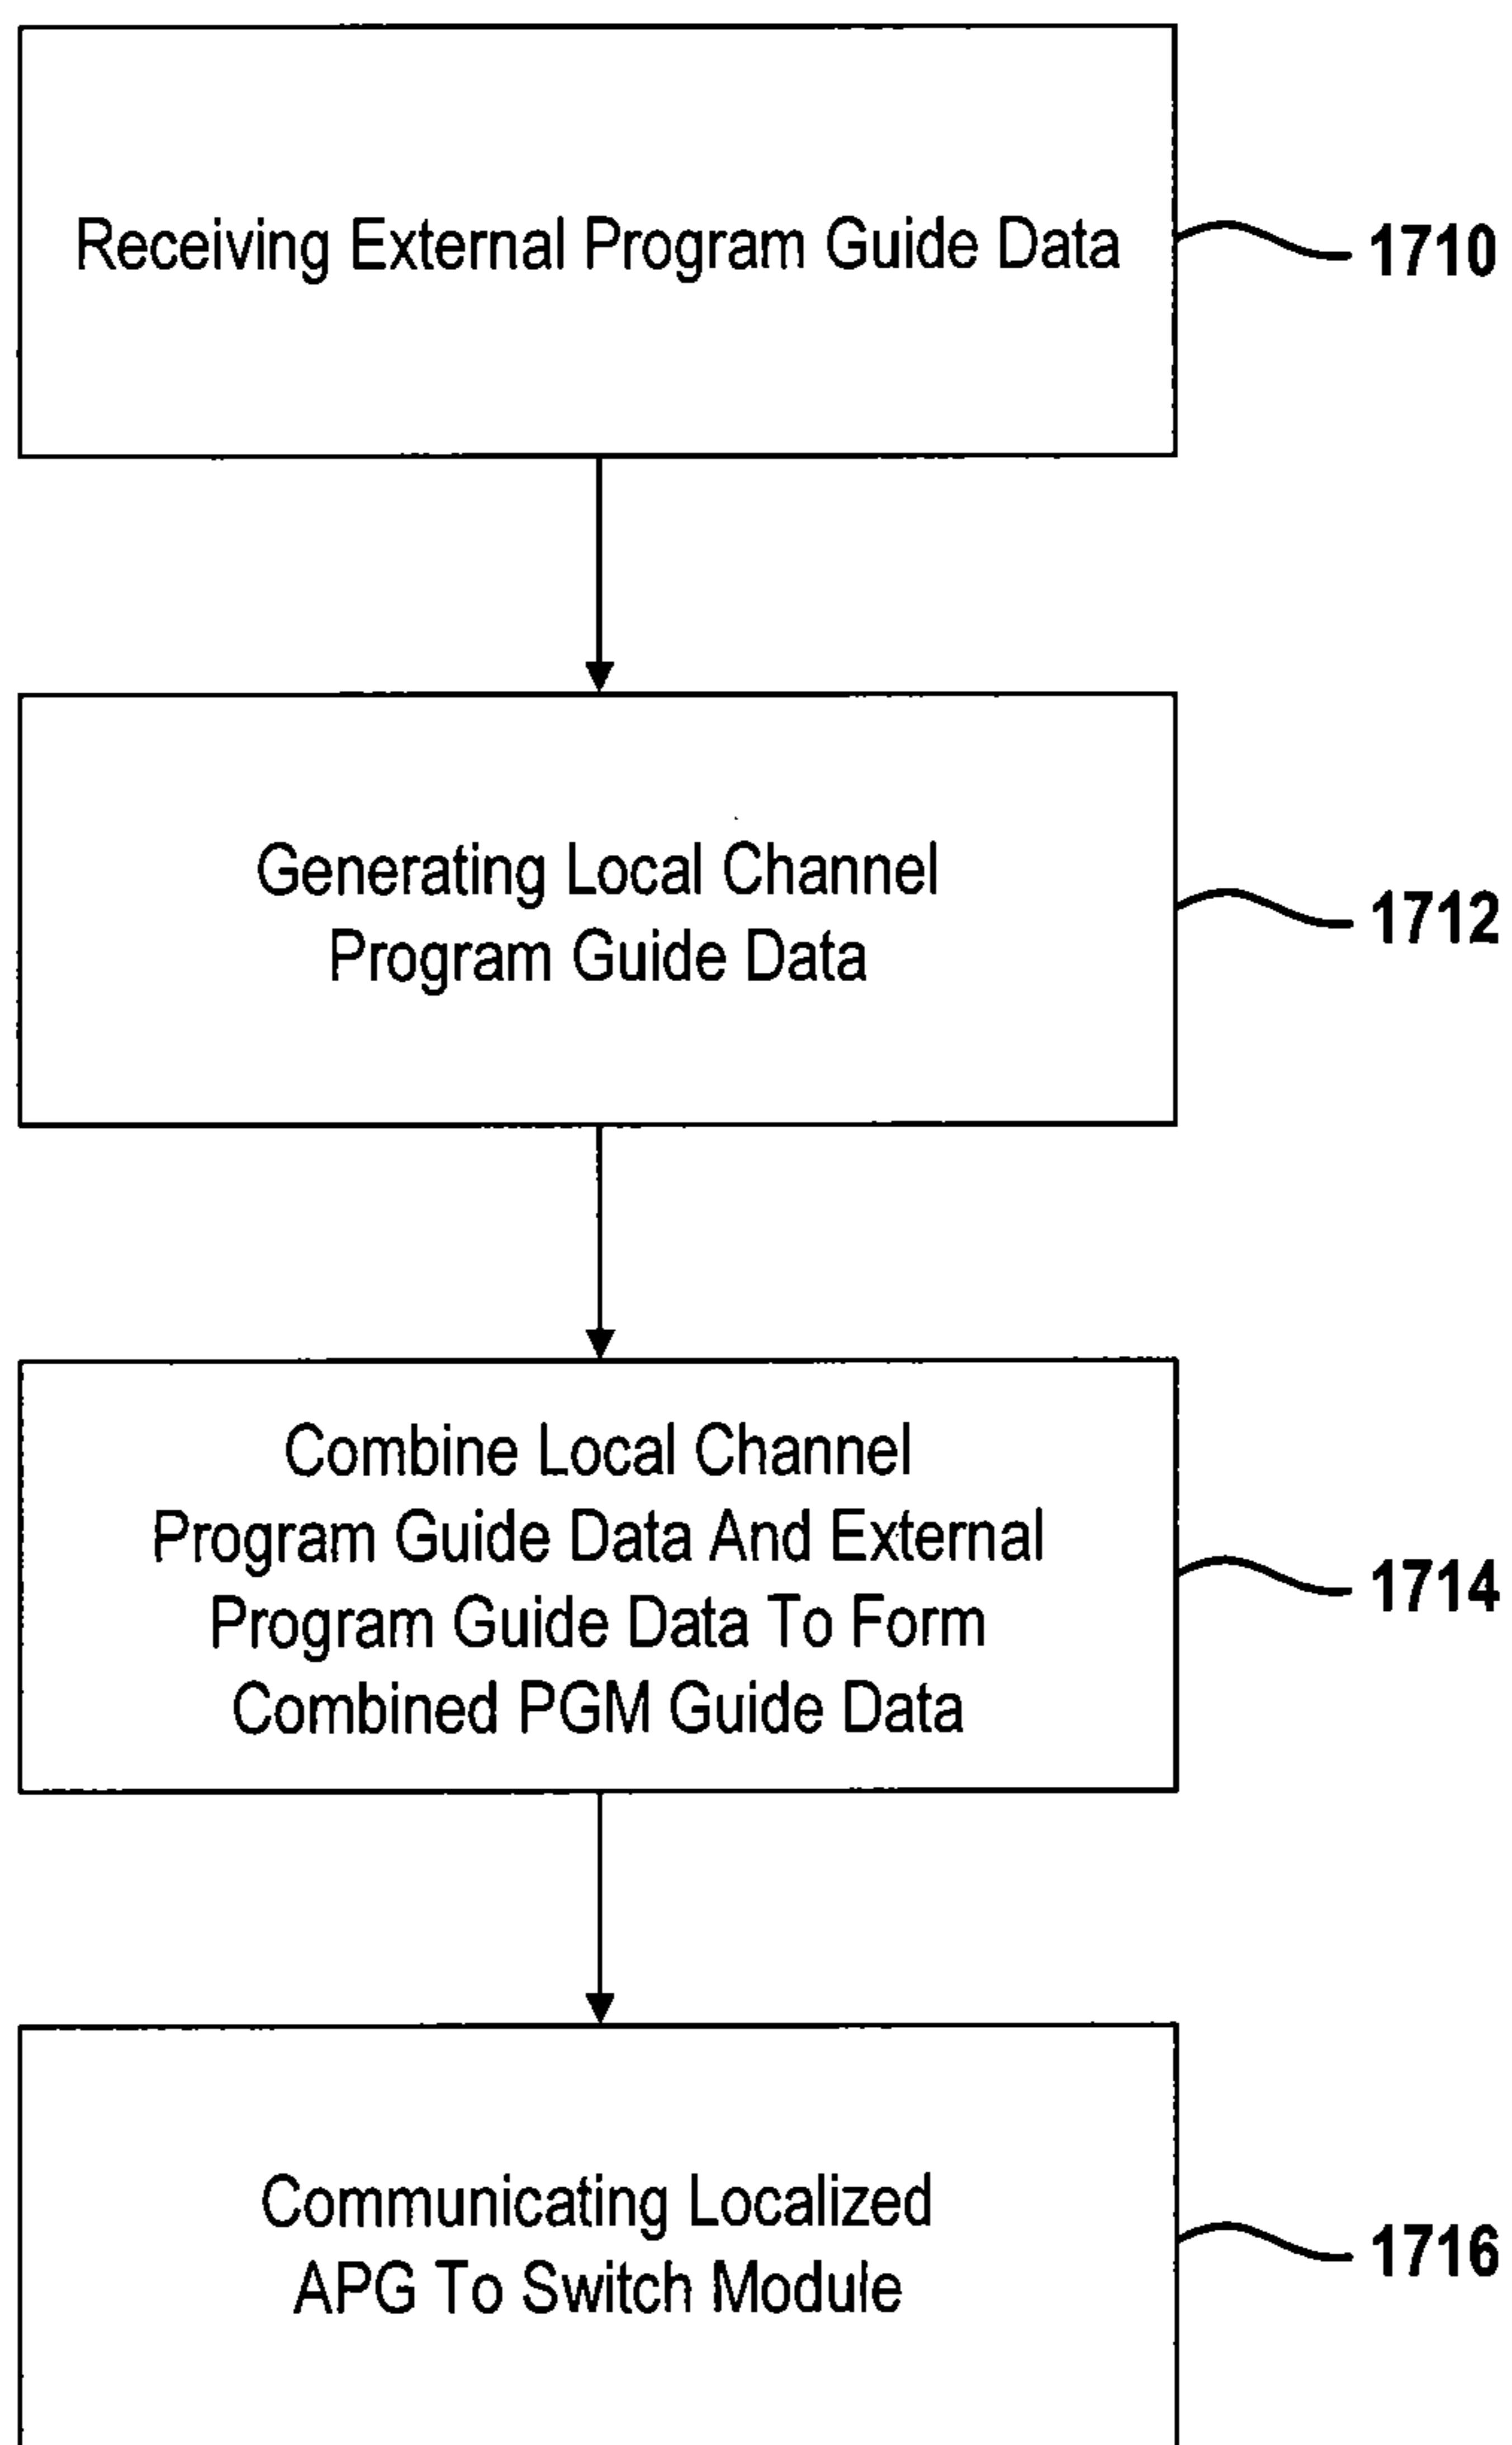 Receiving External Program Guide Data
1710
Generating Local Channel
Program Guide Data
1712
Combine Local Channel
Program Guide Data And External
Program Guide Data To Form
Combined PGM Guide Data
1714
Communicating Localized
APG To Switch Module
1716